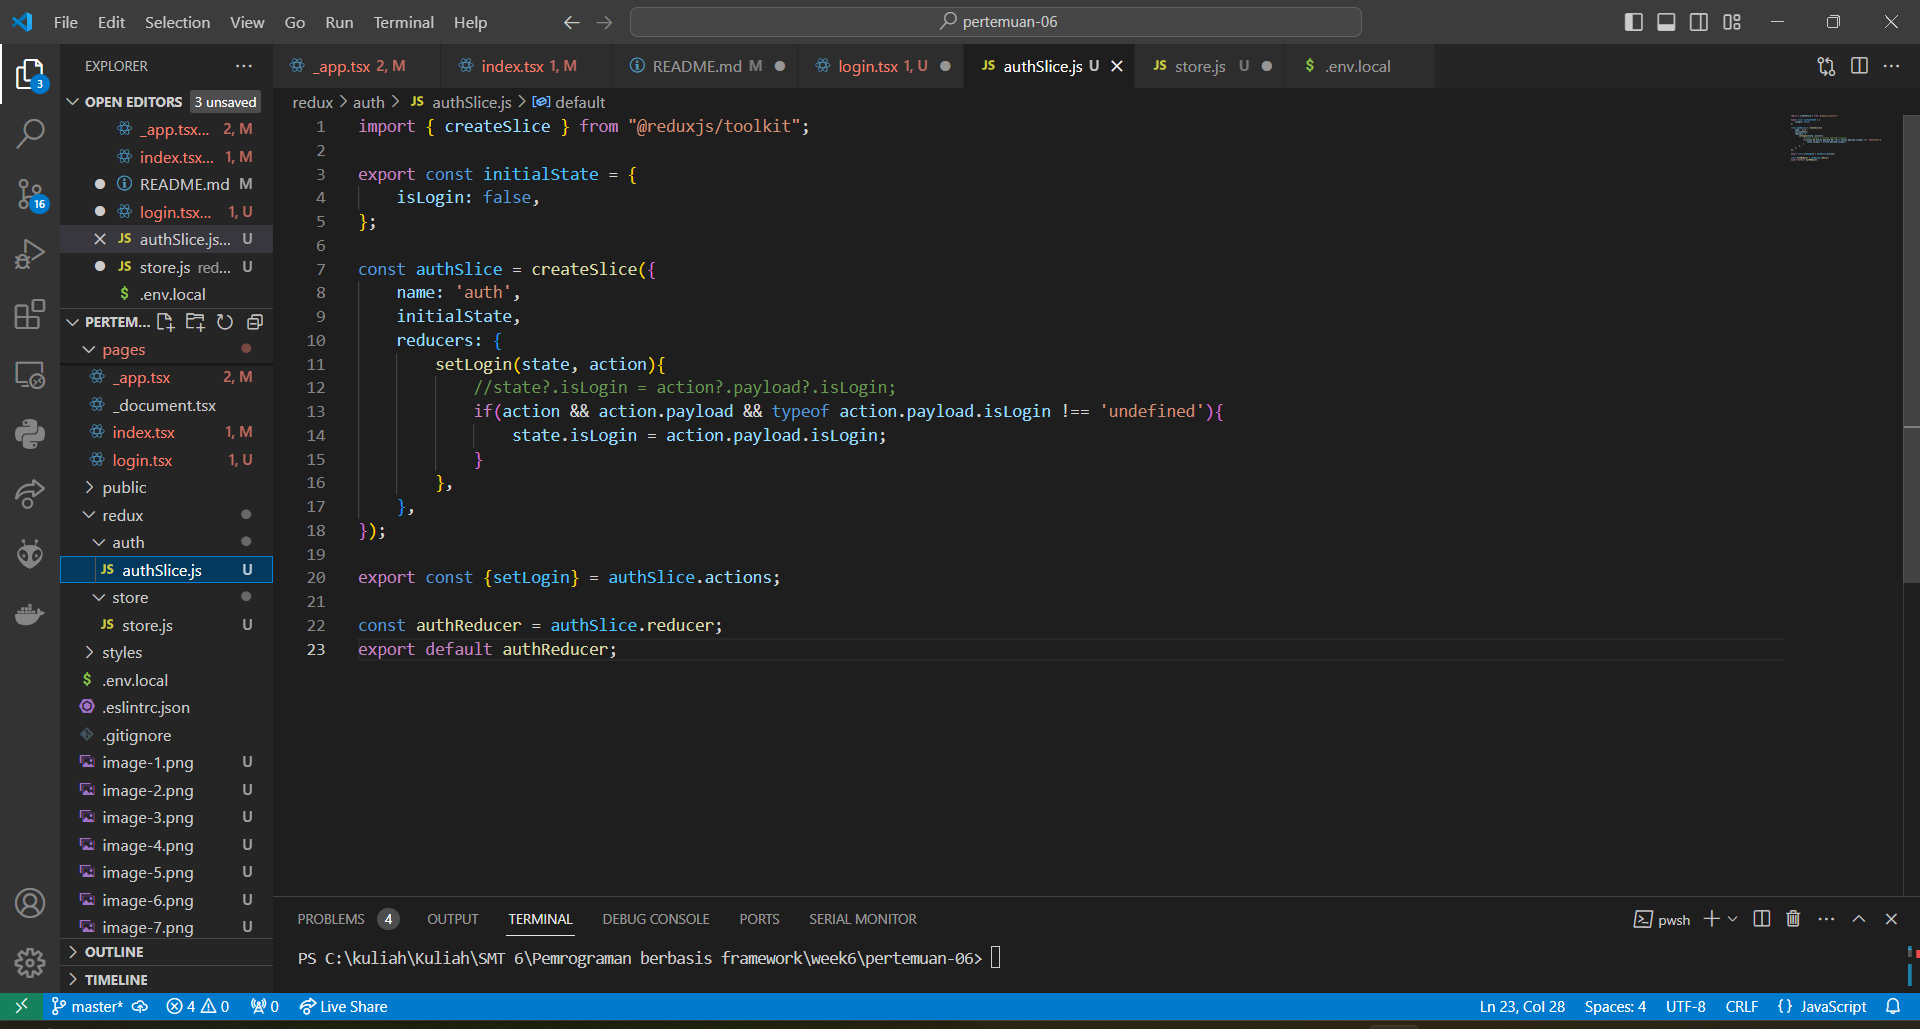 File Edit Selection View Go Run Terminal Help
pertemuan-06
EXPLORER
OPEN EDITORS 3 unsaved
_app.tsx... 2, M
index.tsx... 1, M
README.md M
login.tsx... 1, U
JS authSlice.js... U
JS store.js red... U
$ .env.local
PERTEM...
pages
_app.tsx 2, M
_document.tsx
index.tsx 1, M
login.tsx 1, U
public
redux
auth
JS authSlice.js U
store
JS store.js U
styles
$ .env.local
.eslintrc.json
.gitignore
image-1.png U
image-2.png U
image-3.png U
image-4.png U
image-5.png U
image-6.png U
image-7.png U
OUTLINE
TIMELINE
3
16
_app.tsx 2, M index.tsx 1, M README.md M login.tsx 1, U JS authSlice.js U JS store.js U $ .env.local
redux > auth > JS authSlice.js > default
1 import { createSlice } from "@reduxjs/toolkit";
2
3 export const initialState = {
4 isLogin: false,
5 };
6
7 const authSlice = createSlice({
8 name: 'auth',
9 initialState,
10 reducers: {
11 setLogin(state, action){
12 //state?.isLogin = action?.payload?.isLogin;
13 if(action && action.payload && typeof action.payload.isLogin !== 'undefined'){
14 state.isLogin = action.payload.isLogin;
15 }
16 },
17 },
18 });
19
20 export const {setLogin} = authSlice.actions;
21
22 const authReducer = authSlice.reducer;
23 export default authReducer;
PROBLEMS 4 OUTPUT TERMINAL DEBUG CONSOLE PORTS SERIAL MONITOR
pwsh
PS C:\kuliah\Kuliah\SMT 6\Pemrograman berbasis framework\week6\pertemuan-06>
master* 4 0 0 Live Share
Ln 23, Col 28 Spaces: 4 UTF-8 CRLF {} JavaScript